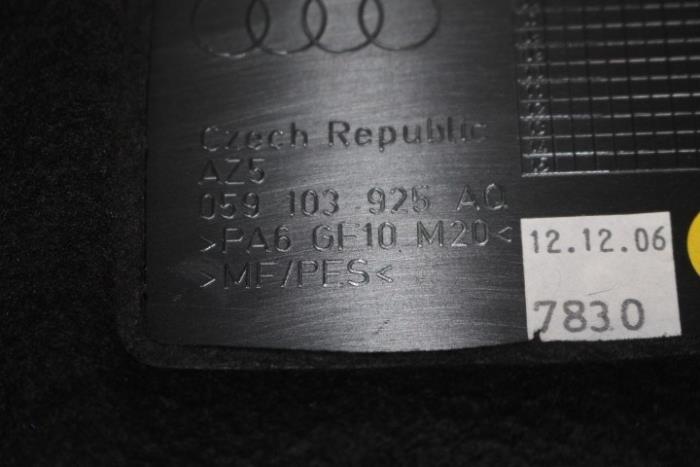 Czech Republic
AZ5
059 103 925 AQ
>PA6 GF10 M20<
>MF/PES<
12.12.06
7830